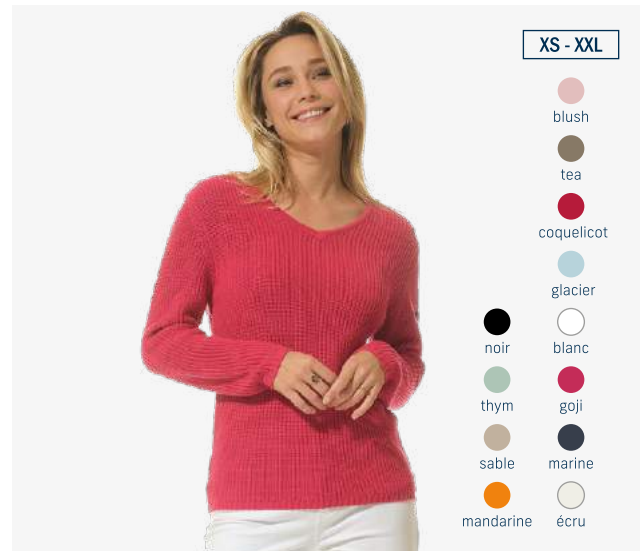 XS - XXL
blush
tea
coquelicot
glacier
noir
blanc
thym
goji
sable
marine
mandarine
écru